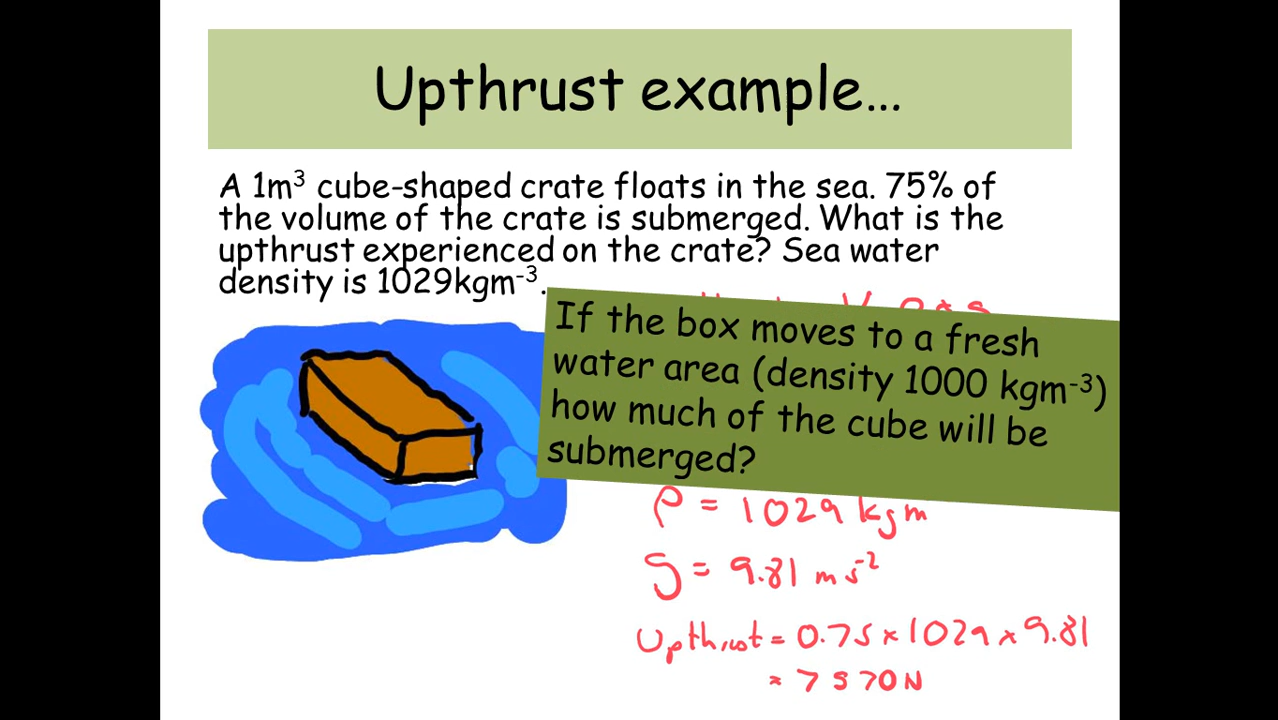 Upthrust example...
A 1m³ cube-shaped crate floats in the sea. 75% of
the volume of the crate is submerged. What is the
upthrust experienced on the crate? Sea water
density is 1029kgm⁻³.
If the box moves to a fresh
water area (density 1000 kgm⁻³)
how much of the cube will be
submerged?
ρ = 1029 kgm
g = 9.81 ms⁻²
Upthrust = 0.75 × 1029 × 9.81
= 7570N